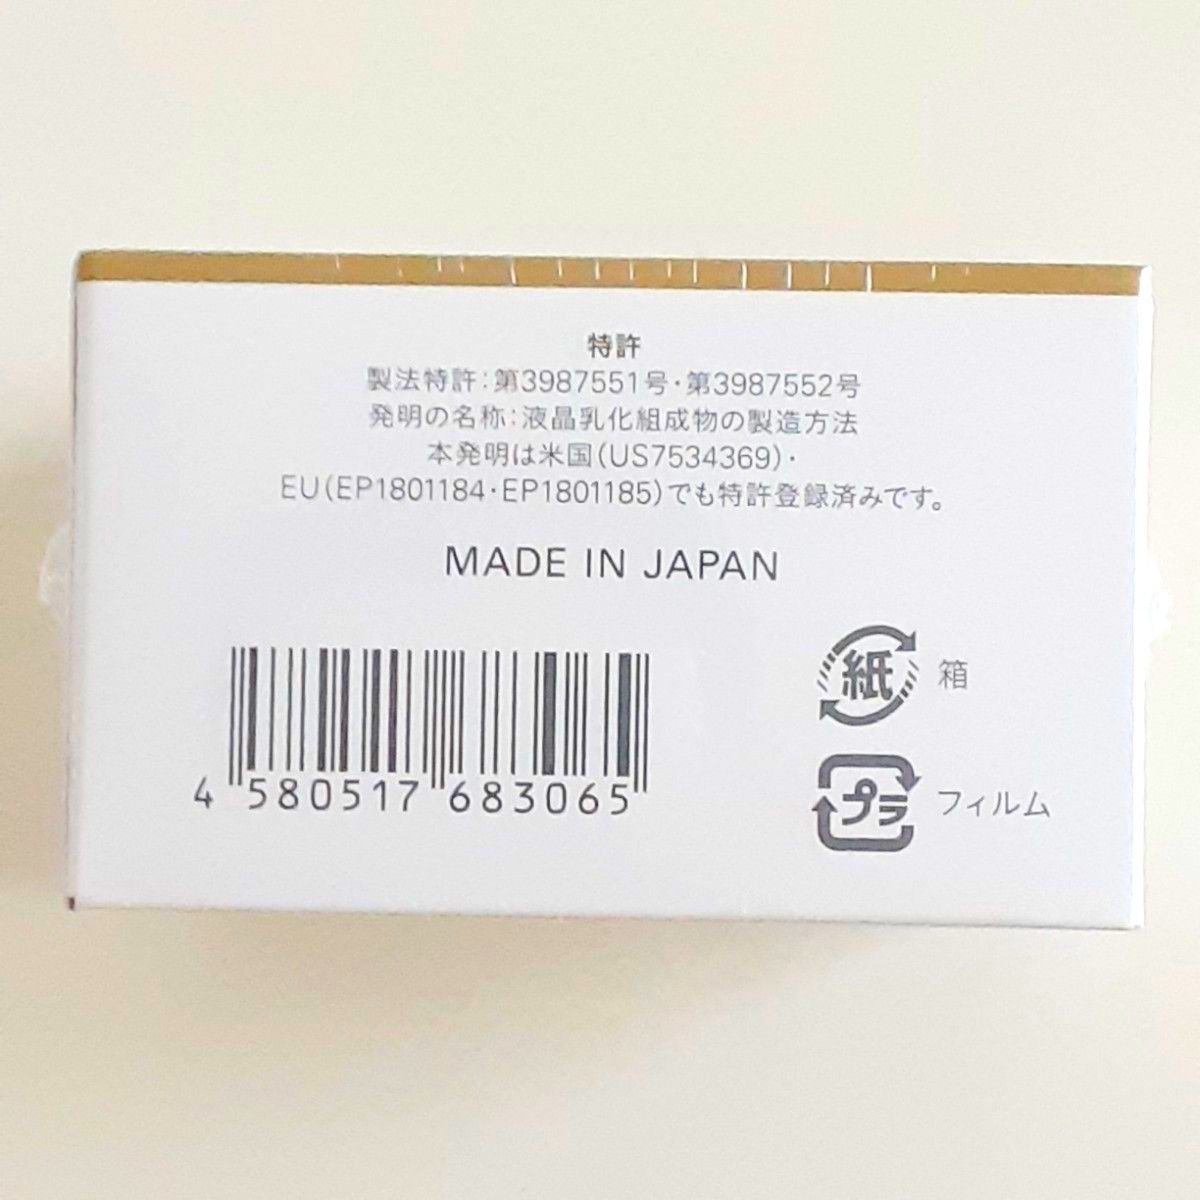 特許
製法特許:第3987551号・第3987552号
発明の名称:液晶乳化組成物の製造方法
本発明は米国(US7534369)・
EU(EP1801184・EP1801185)でも特許登録済みです。
MADE IN JAPAN
紙 箱
プラ フィルム
4 580517 683065